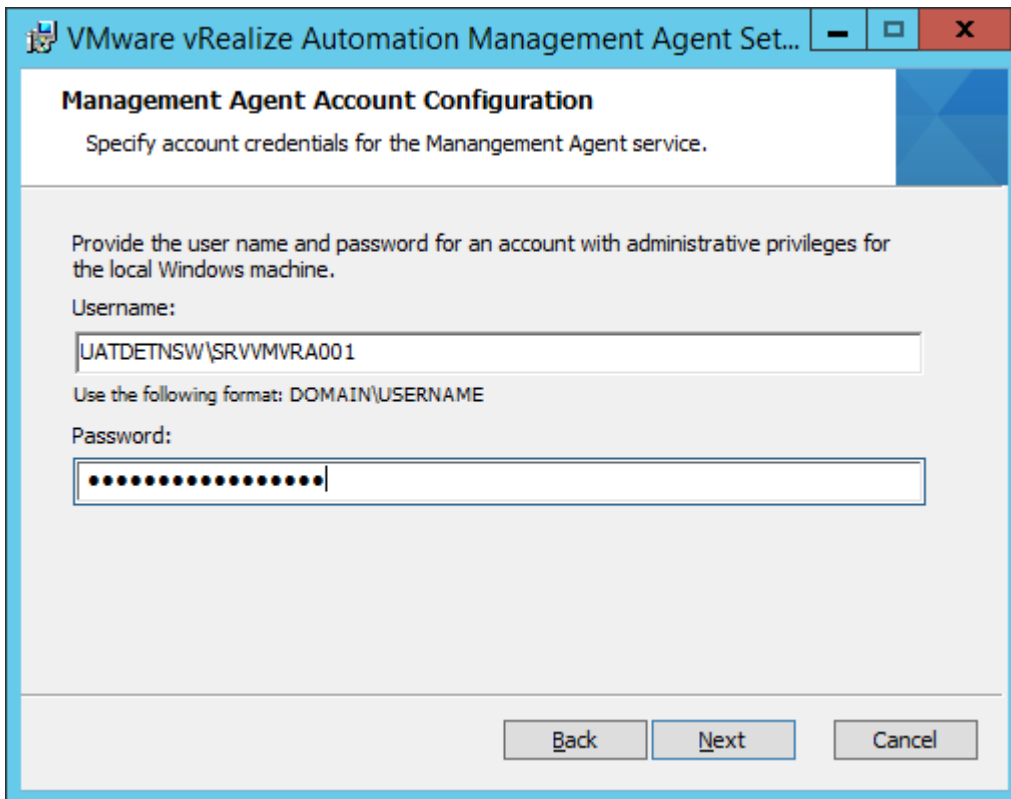 VMware vRealize Automation Management Agent Set...
Management Agent Account Configuration
Specify account credentials for the Manangement Agent service.
Provide the user name and password for an account with administrative privileges for
the local Windows machine.
Username:
UATDETNSW\SRVVMVRA001
Use the following format: DOMAIN\USERNAME
Password:
•••••••••••••••••
Back
Next
Cancel